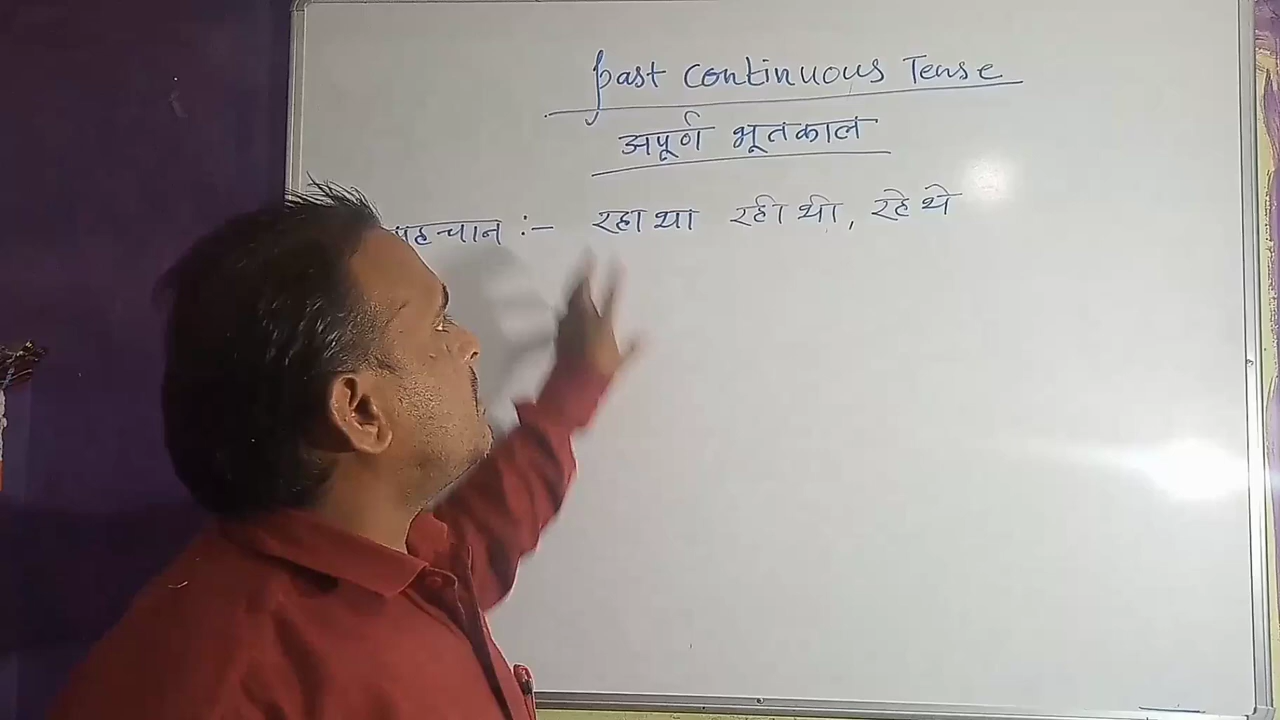 past continuous Tense
अपूर्ण भूतकाल
पहचान :- रहा था रही थी, रहे थे